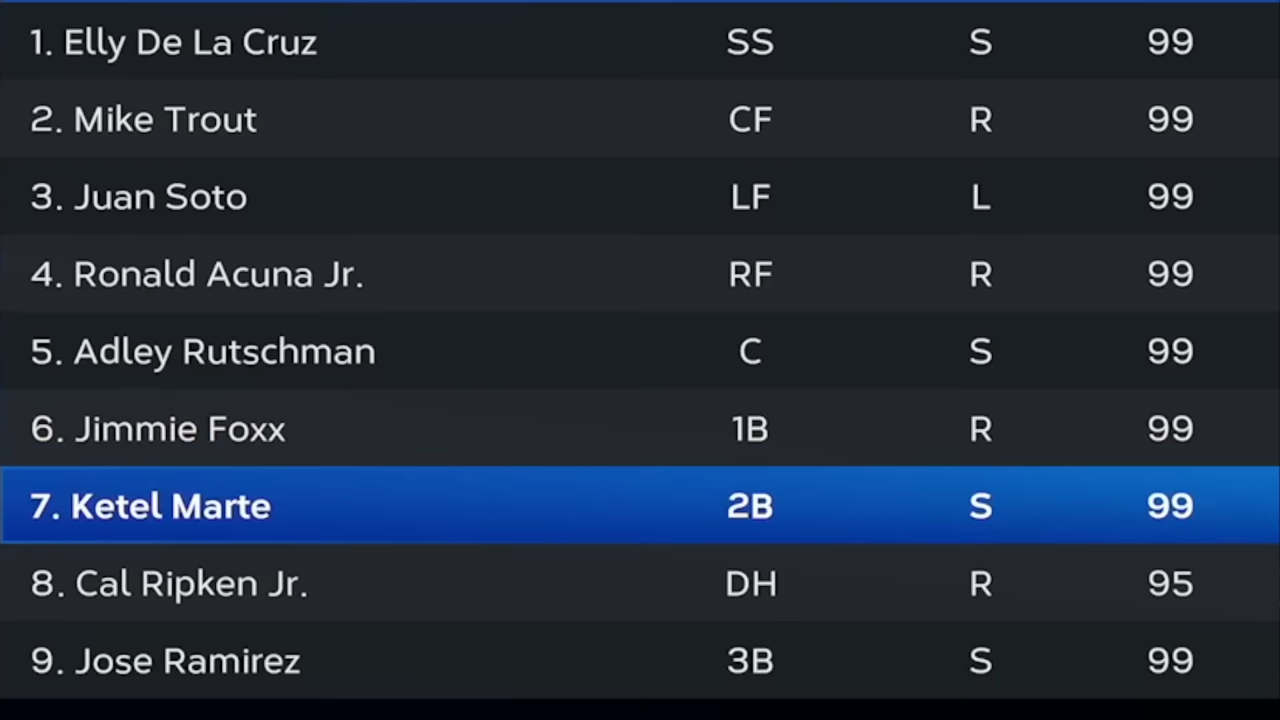 1. Elly De La Cruz SS S 99
2. Mike Trout CF R 99
3. Juan Soto LF L 99
4. Ronald Acuna Jr. RF R 99
5. Adley Rutschman C S 99
6. Jimmie Foxx 1B R 99
7. Ketel Marte 2B S 99
8. Cal Ripken Jr. DH R 95
9. Jose Ramirez 3B S 99